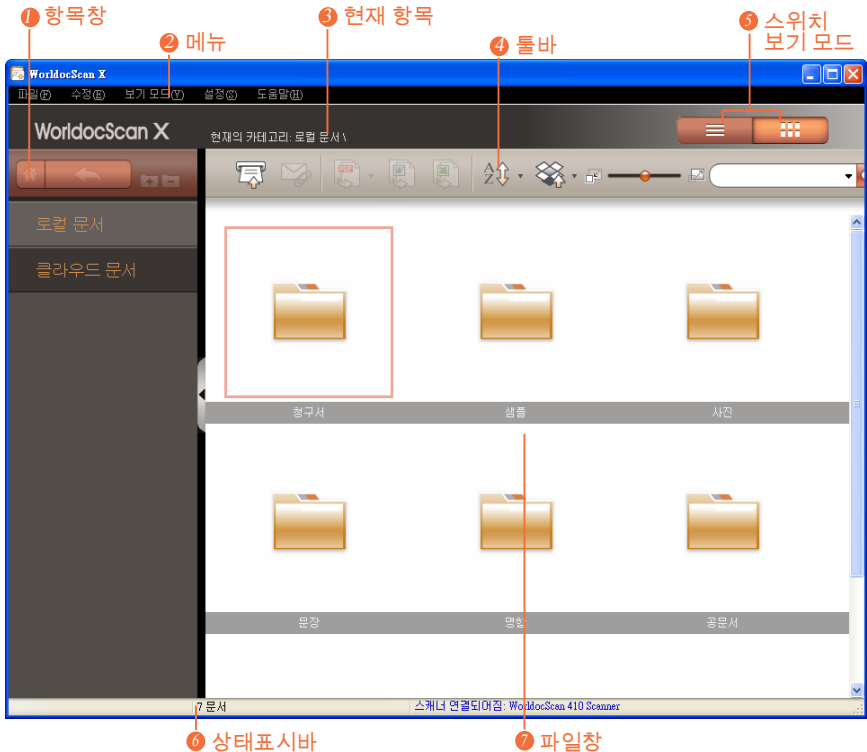 1 항목창
2 메뉴
3 현재 항목
4 툴바
5 스위치
보기 모드
WorldocScan X
파일(F) 수정(E) 보기 모드(V) 설정(S) 도움말(H)
WorldocScan X
현재의 카테고리: 로컬 문서 \
PDF
A
Z
로컬 문서
클라우드 문서
청구서 샘플 사진
문장 명함 공문서
7 문서
스캐너 연결되어짐: WorldocScan 410 Scanner
6 상태표시바
7 파일창